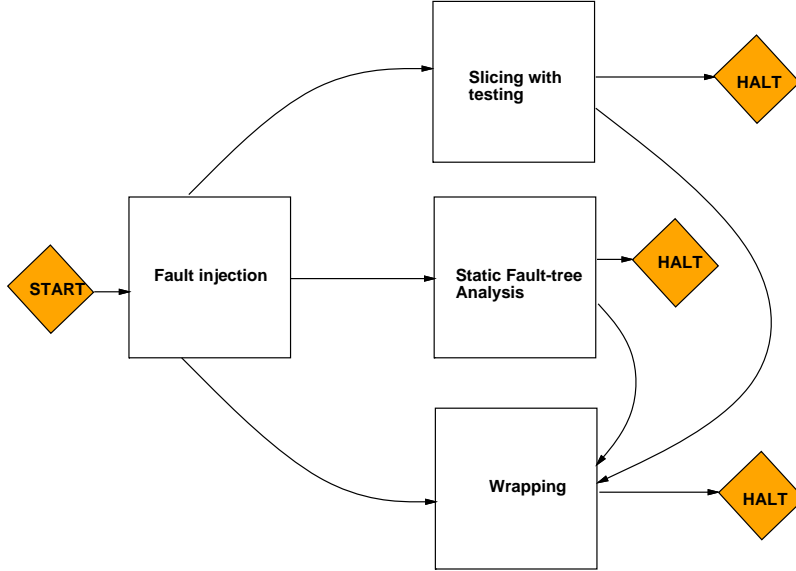 Slicing with
testing
HALT
START
Fault injection
Static Fault-tree
Analysis
HALT
Wrapping
HALT